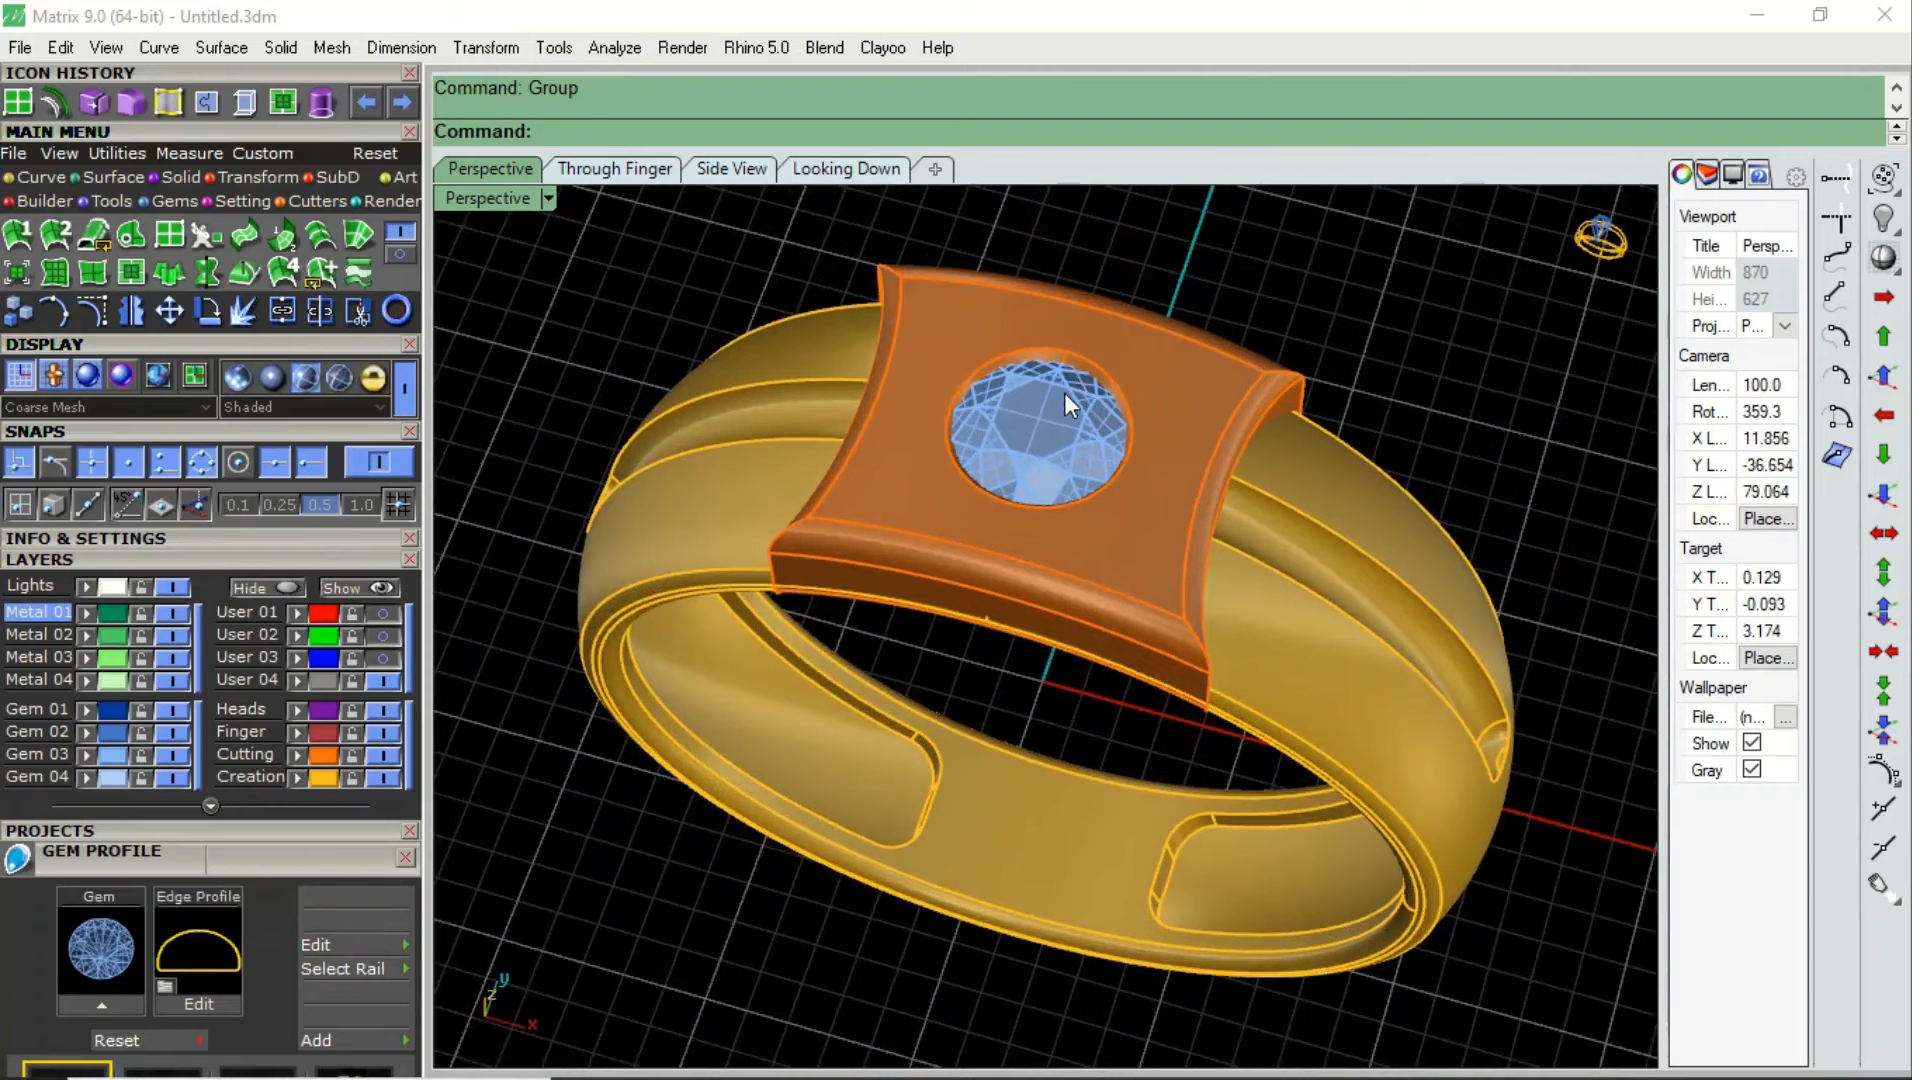 Matrix 9.0 (64-bit) - Untitled.3dm
File Edit View Curve Surface Solid Mesh Dimension Transform Tools Analyze Render Rhino 5.0 Blend Clayoo Help
ICON HISTORY
Command: Group
Command:
MAIN MENU
File View Utilities Measure Custom Reset
Curve Surface Solid Transform SubD Art
Builder Tools Gems Setting Cutters Render
1 2
4
Perspective Through Finger Side View Looking Down
Perspective
DISPLAY
Coarse Mesh Shaded
SNAPS
45°
0.1 0.25 0.5 1.0
INFO & SETTINGS
LAYERS
Lights Hide Show
Metal 01 User 01
Metal 02 User 02
Metal 03 User 03
Metal 04 User 04
Gem 01 Heads
Gem 02 Finger
Gem 03 Cutting
Gem 04 Creation
PROJECTS
GEM PROFILE
Gem Edge Profile
Edit
Select Rail
Edit
Reset Add
Viewport
Title Persp...
Width 870
Hei... 627
Proj... P...
Camera
Len... 100.0
Rot... 359.3
X L... 11.856
Y L... -36.654
Z L... 79.064
Loc... Place...
Target
X T... 0.129
Y T... -0.093
Z T... 3.174
Loc... Place...
Wallpaper
File... (n... ...
Show
Gray
y
z
x